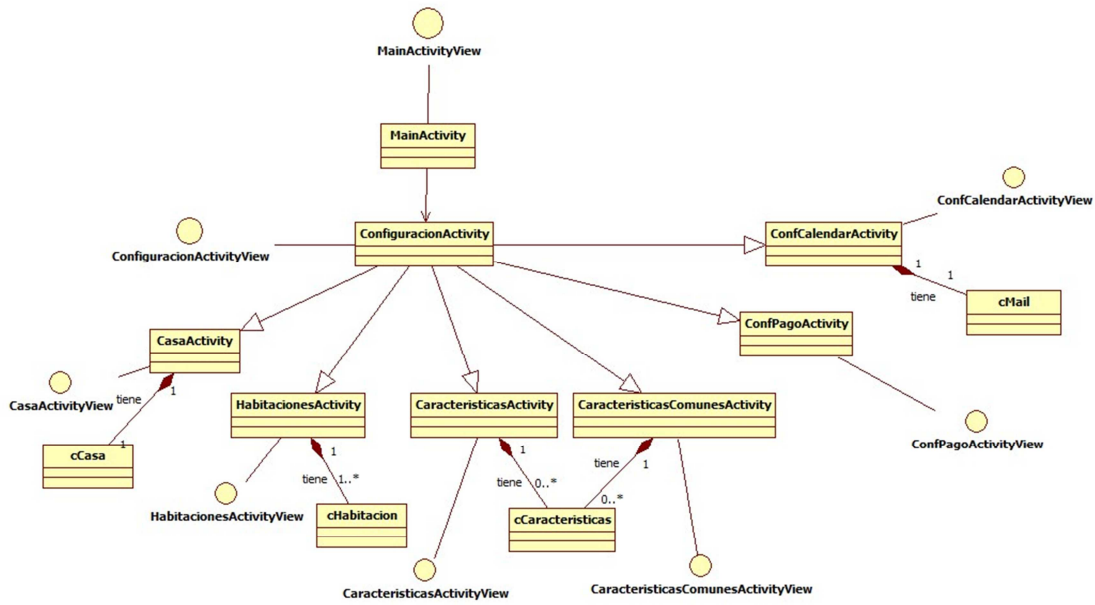 MainActivityView
MainActivity
ConfCalendarActivityView
ConfiguracionActivity
ConfCalendarActivity
ConfiguracionActivityView
1
1
tiene
cMail
ConfPagoActivity
CasaActivity
CasaActivityView
tiene
1
1
cCasa
HabitacionesActivity
CaracteristicasActivity
CaracteristicasComunesActivity
ConfPagoActivityView
1
tiene
1..*
1
tiene
0..*
tiene
1
0..*
HabitacionesActivityView
cHabitacion
cCaracteristicas
CaracteristicasActivityView
CaracteristicasComunesActivityView